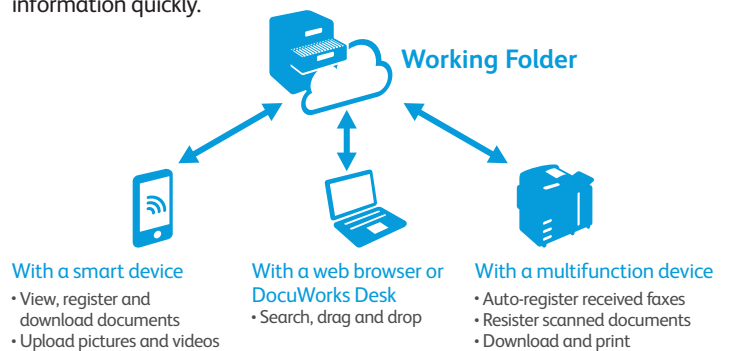 information quickly.
Working Folder
With a smart device
• View, register and
download documents
• Upload pictures and videos
With a web browser or
DocuWorks Desk
• Search, drag and drop
With a multifunction device
• Auto-register received faxes
• Resister scanned documents
• Download and print